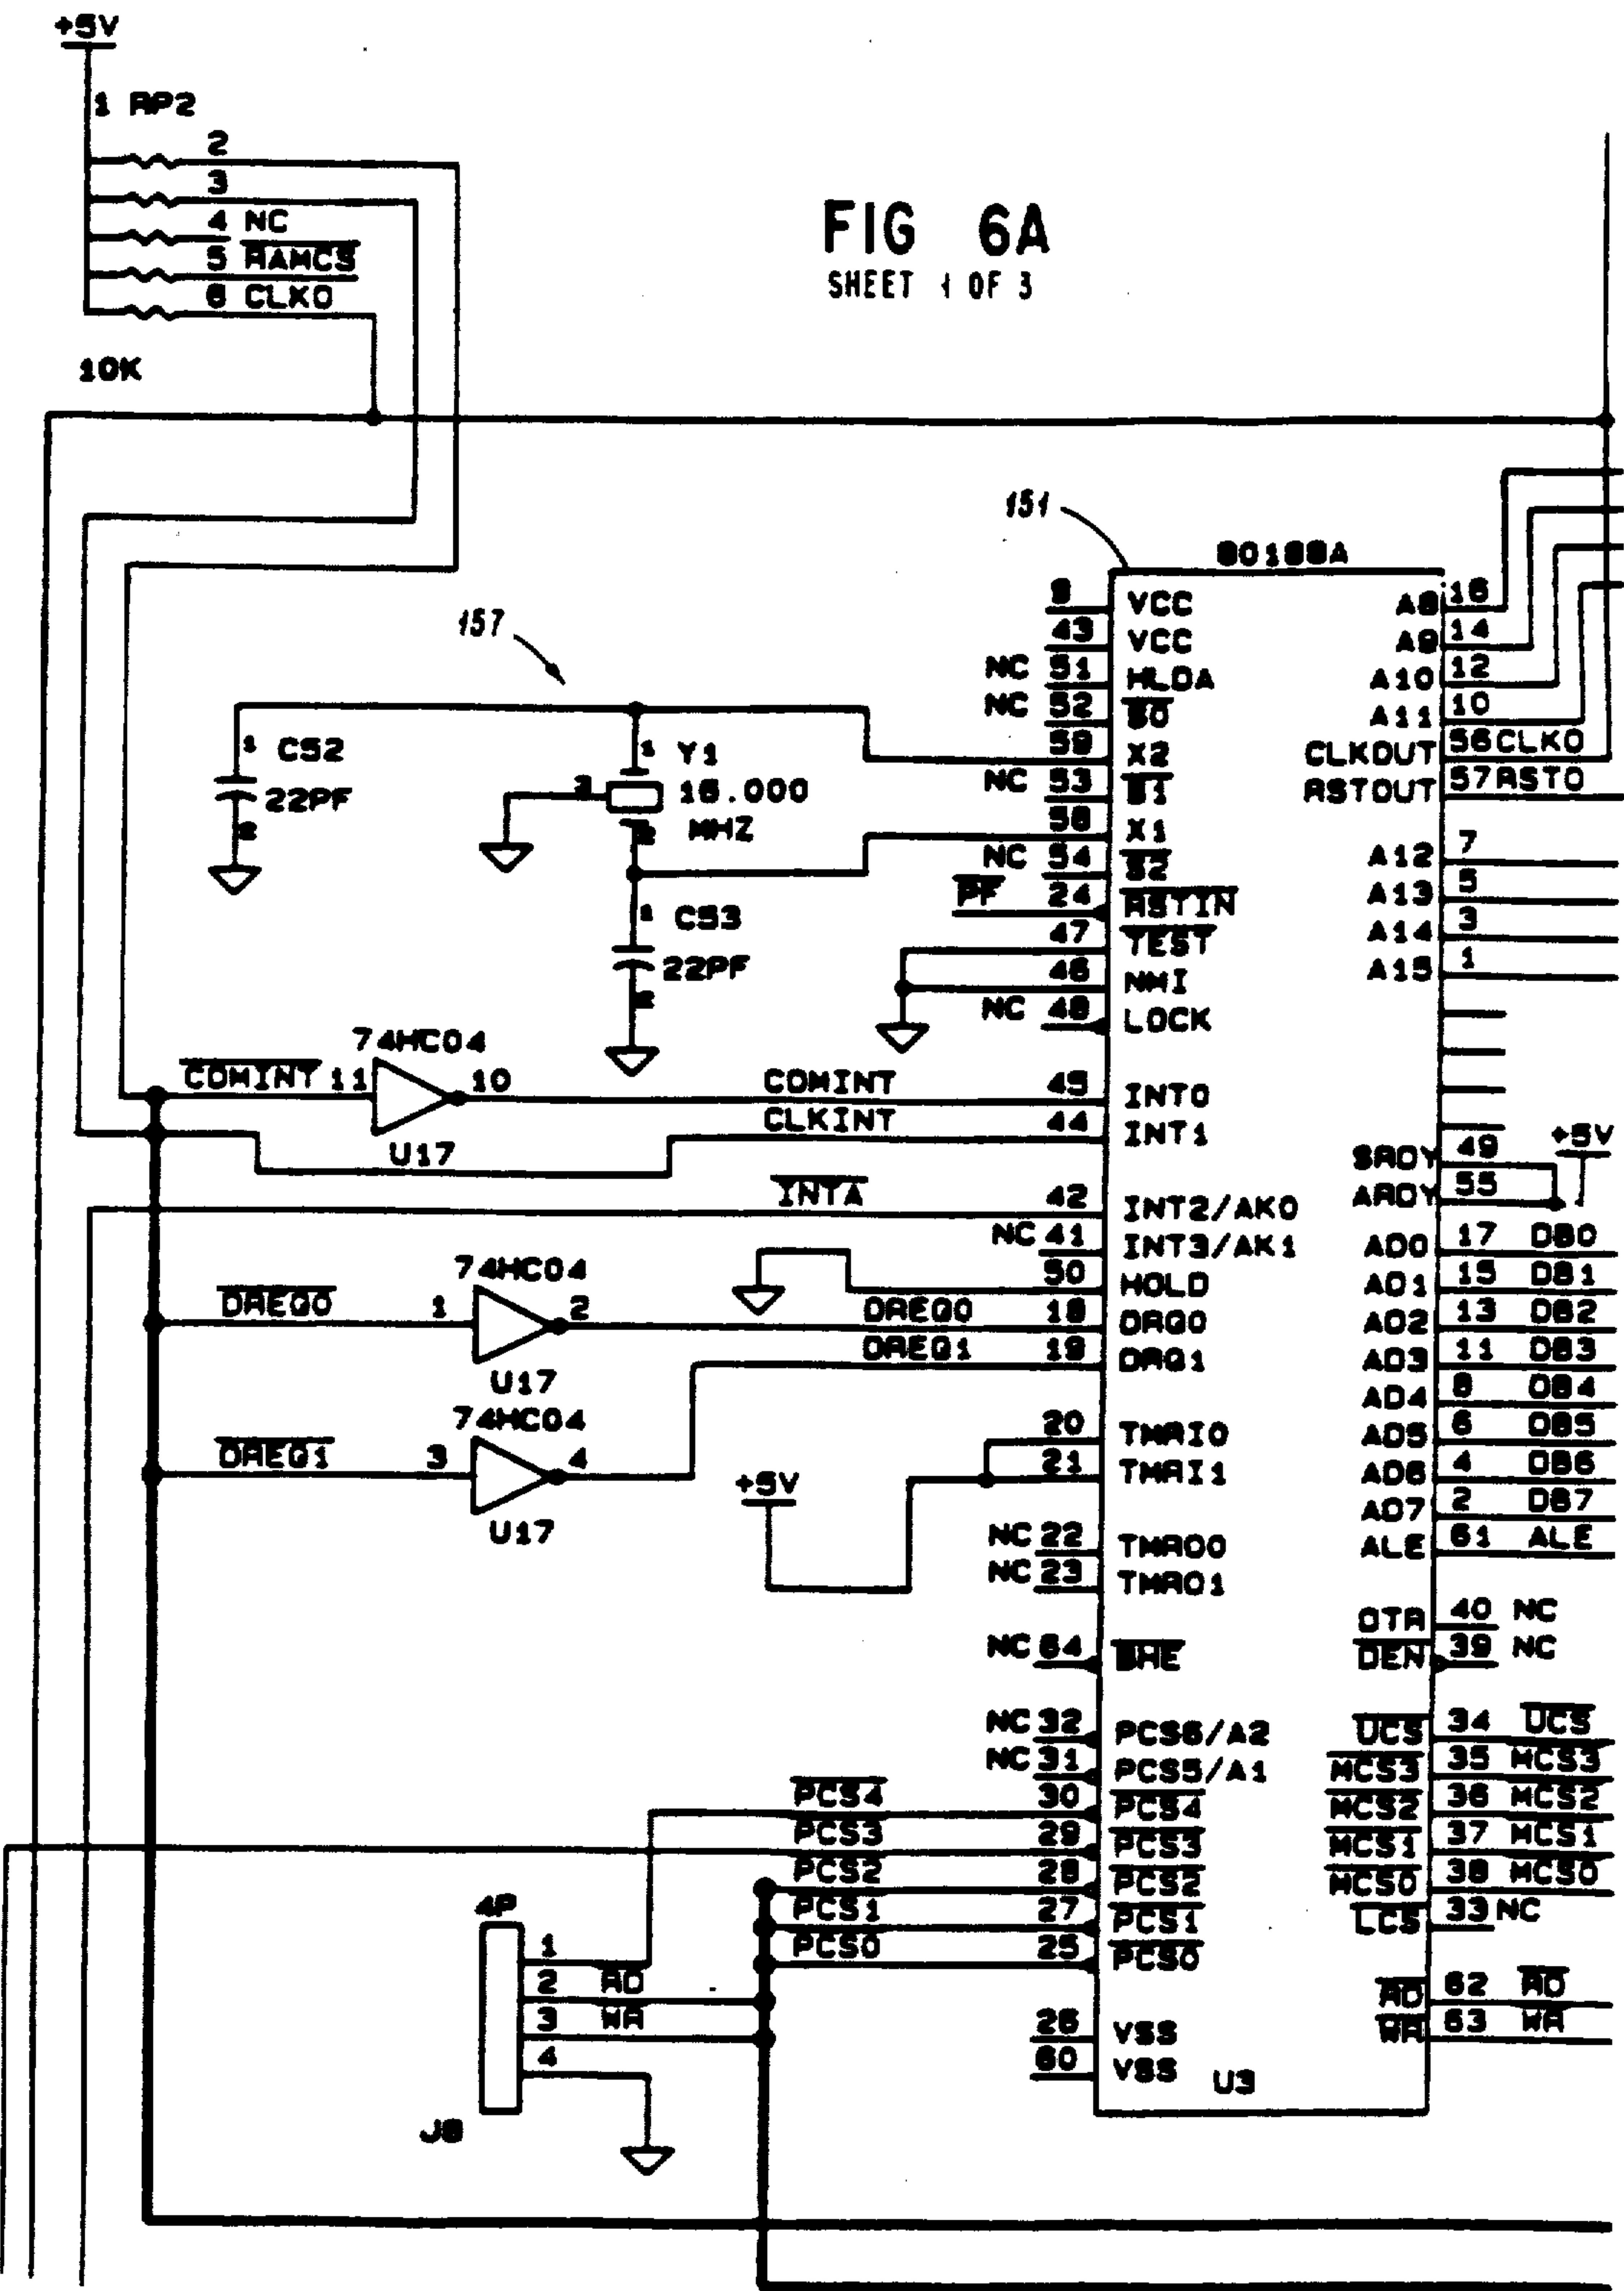 +5V
1 RP2
2
3
4 NC
5 RAMCS
6 CLKO
10K
FIG 6A
SHEET 1 OF 3
151
80188A
157
9 VCC
43 VCC
NC 51 HLDA
NC 52 S0
59 X2
NC 53 S1
58 X1
NC 54 S2
PF 24 RSTIN
47 TEST
46 NMI
NC 48 LOCK
1 C52
22PF
2
1 Y1
3 16.000
2 MHZ
1 C53
22PF
2
74HC04
COMINT 11 10 COMINT 45 INT0
CLKINT 44 INT1
U17
INTA 42 INT2/AK0
NC 41 INT3/AK1
50 HOLD
74HC04
DREQ0 1 2 DREQ0 18 DRQ0
DREQ1 19 DRQ1
U17
74HC04
DREQ1 3 4
U17
20 TMRI0
21 TMRI1
+5V
NC 22 TMRO0
NC 23 TMRO1
NC 64 BHE
NC 32 PCS6/A2
NC 31 PCS5/A1
PCS4 30 PCS4
PCS3 29 PCS3
PCS2 28 PCS2
PCS1 27 PCS1
PCS0 25 PCS0
26 VSS
60 VSS
U3
4P
1
2 RD
3 WR
4
J8
A8 16
A9 14
A10 12
A11 10
CLKOUT 56 CLKO
RSTOUT 57 RSTO
A12 7
A13 5
A14 3
A15 1
+5V
SRDY 49
ARDY 55
AD0 17 DB0
AD1 15 DB1
AD2 13 DB2
AD3 11 DB3
AD4 8 DB4
AD5 6 DB5
AD6 4 DB6
AD7 2 DB7
ALE 61 ALE
DTR 40 NC
DEN 39 NC
UCS 34 UCS
MCS3 35 MCS3
MCS2 36 MCS2
MCS1 37 MCS1
MCS0 38 MCS0
LCS 33 NC
RD 62 RD
WR 63 WR